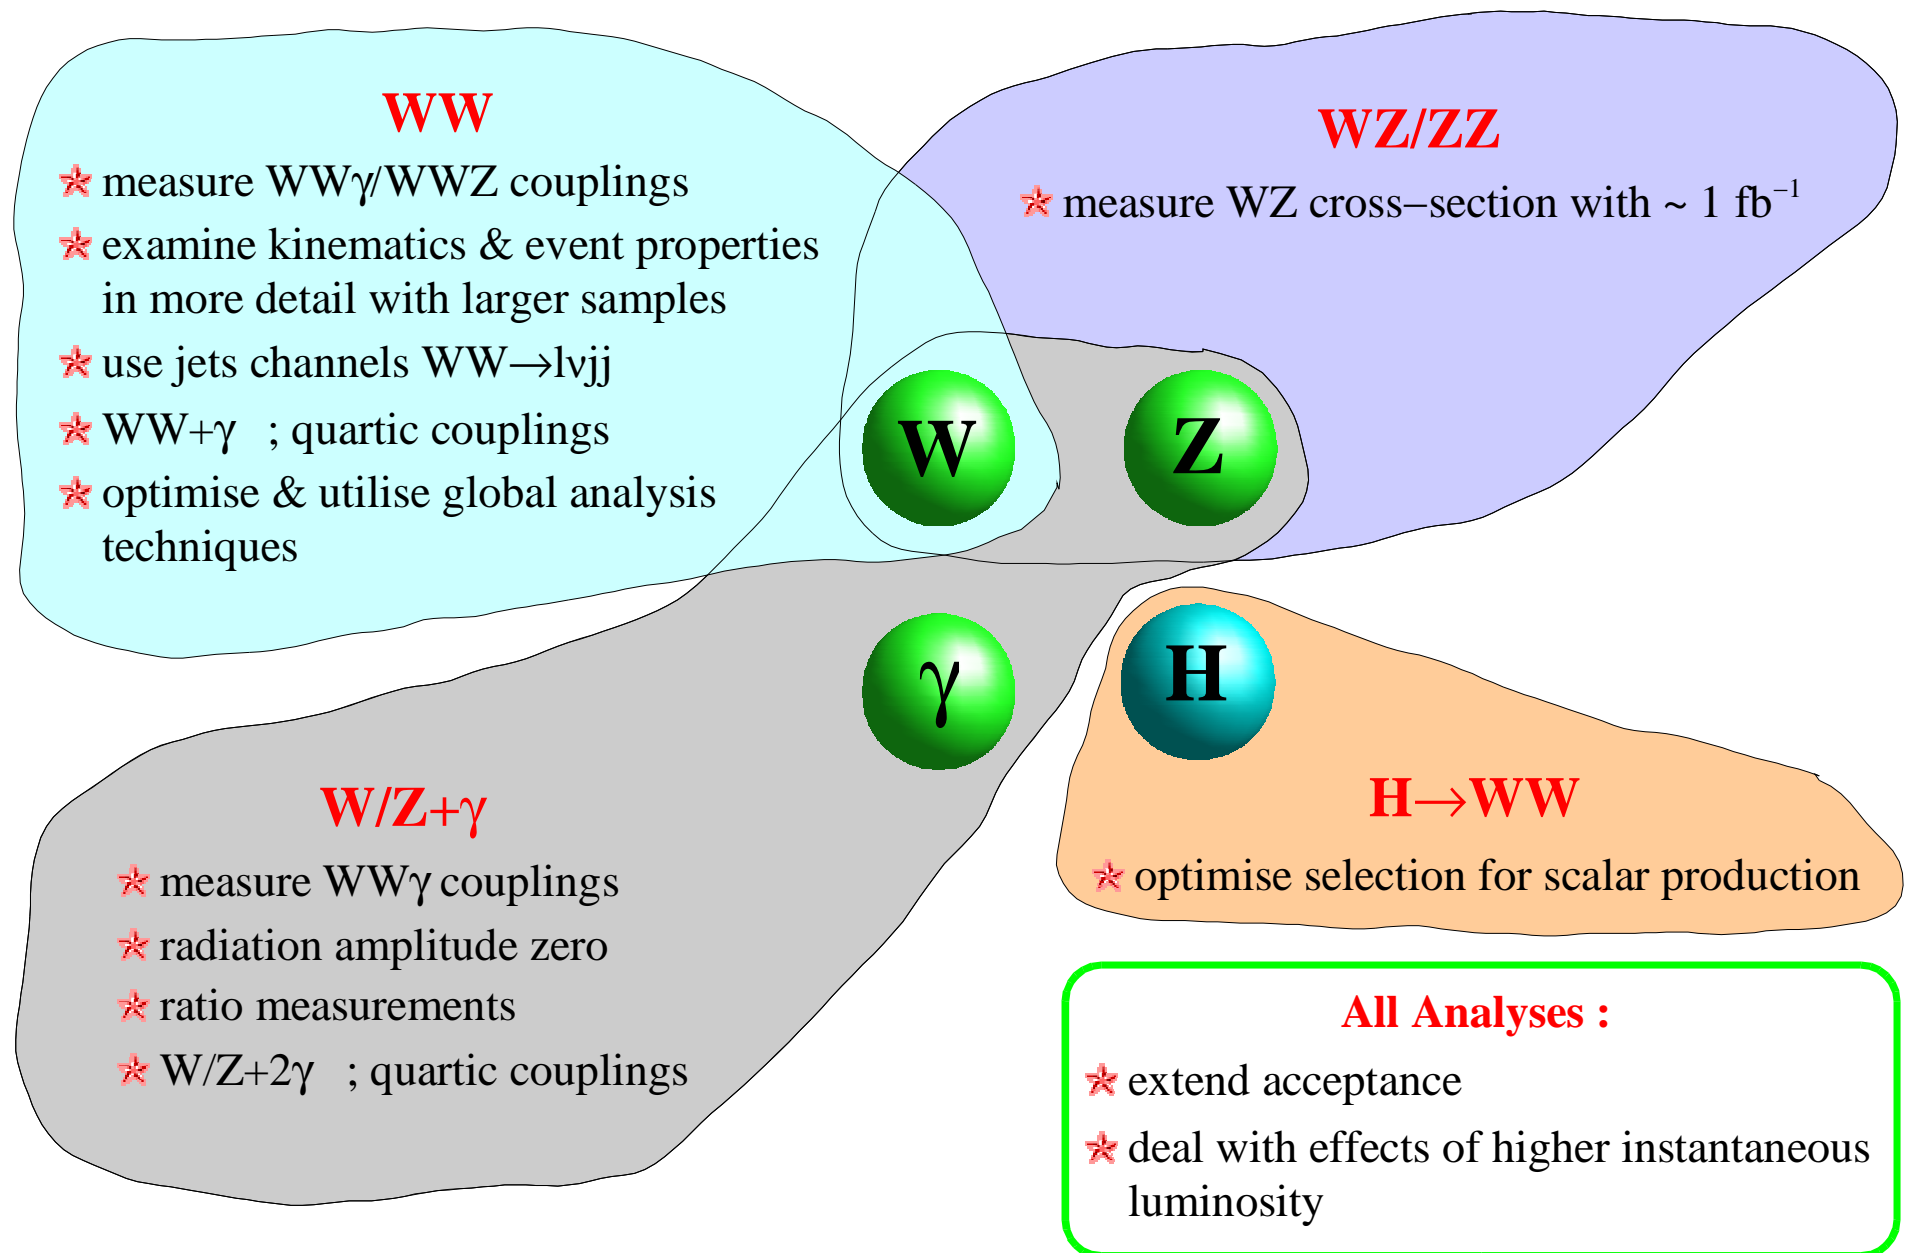 WW
measure WWγ/WWZ couplings
examine kinematics & event properties
in more detail with larger samples
use jets channels WW→lνjj
WW+γ ; quartic couplings
optimise & utilise global analysis
techniques
WZ/ZZ
measure WZ cross−section with ~ 1 fb⁻¹
W
Z
γ
H
W/Z+γ
measure WWγ couplings
radiation amplitude zero
ratio measurements
W/Z+2γ ; quartic couplings
H→WW
optimise selection for scalar production
All Analyses :
extend acceptance
deal with effects of higher instantaneous
luminosity